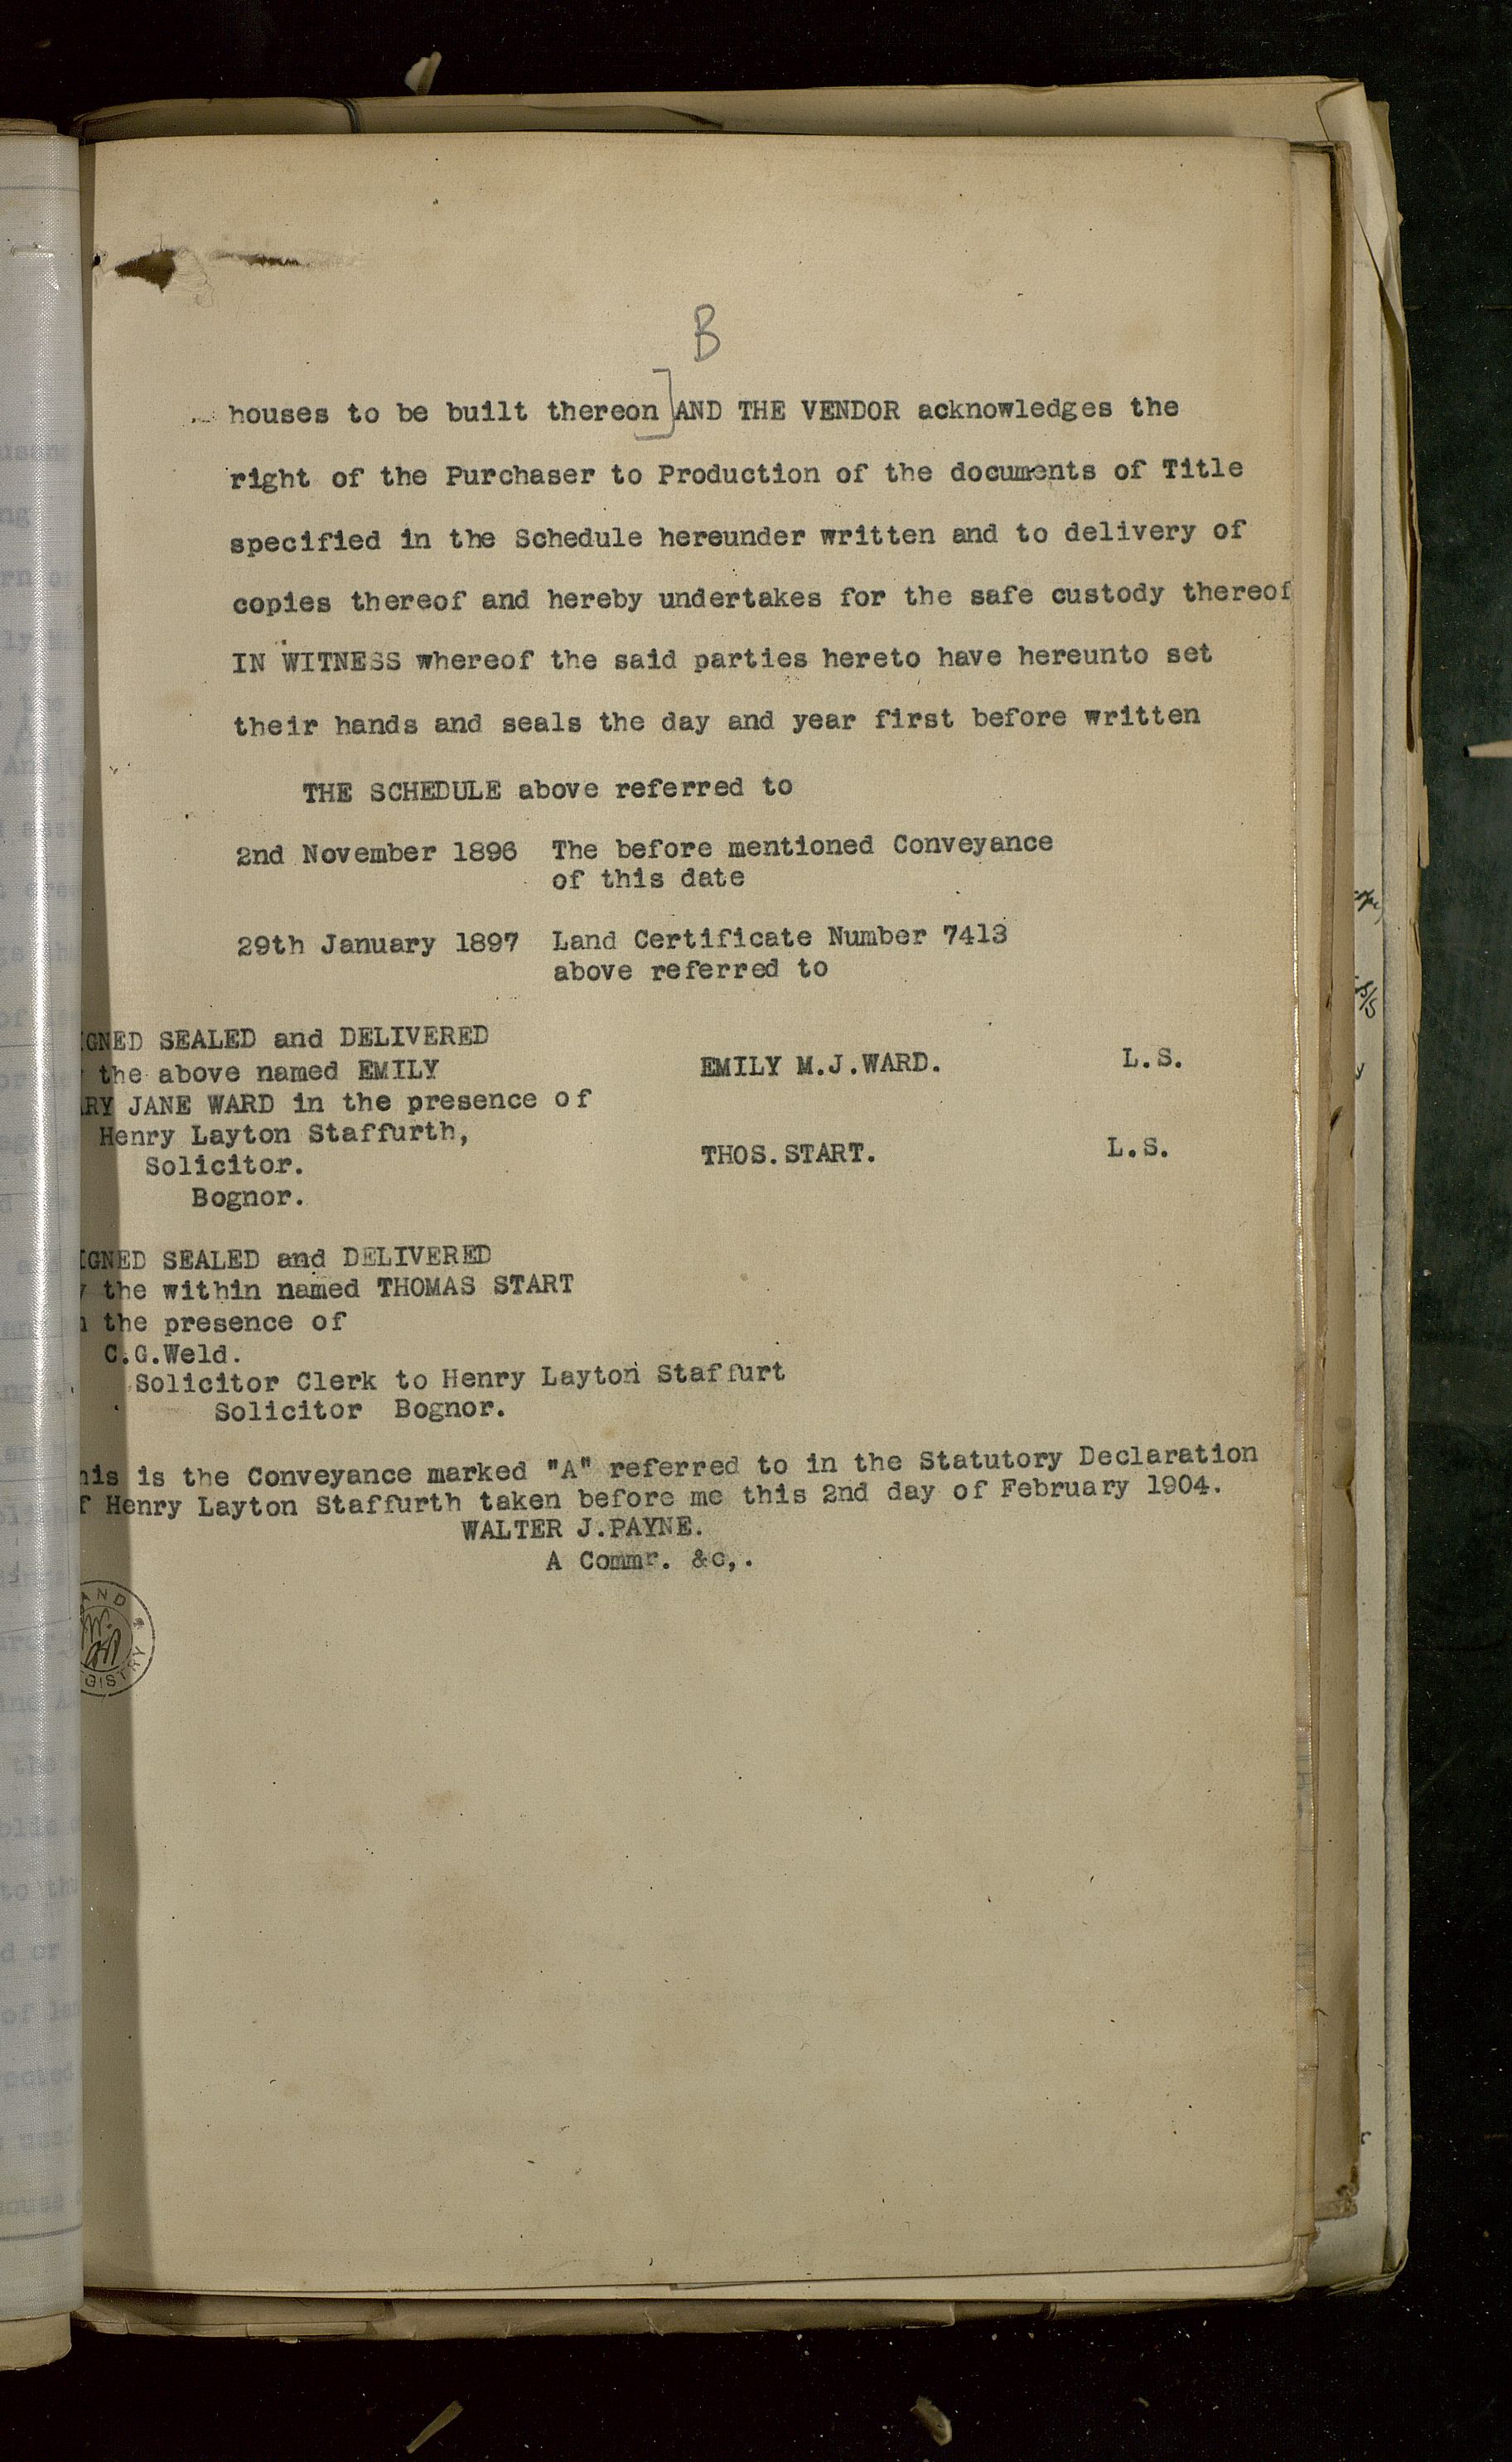 B
houses to be built thereon] AND THE VENDOR acknowledges the
right of the Purchaser to Production of the documents of Title
specified in the Schedule hereunder written and to delivery of
copies thereof and hereby undertakes for the safe custody thereof
IN WITNESS whereof the said parties hereto have hereunto set
their hands and seals the day and year first before written
THE SCHEDULE above referred to
2nd November 1896 The before mentioned Conveyance
of this date
29th January 1897 Land Certificate Number 7413
above referred to
IGNED SEALED and DELIVERED
the above named EMILY
EMILY M.J.WARD. L.S.
ARY JANE WARD in the presence of
Henry Layton Staffurth,
THOS.START. L.S.
Solicitor.
Bognor.
IGNED SEALED and DELIVERED
y the within named THOMAS START
the presence of
C.G.Weld.
Solicitor Clerk to Henry Layton Staffurt
Solicitor Bognor.
his is the Conveyance marked "A" referred to in the Statutory Declaration
f Henry Layton Staffurth taken before me this 2nd day of February 1904.
WALTER J.PAYNE.
A Commr. &c,.
AND
GISTRY